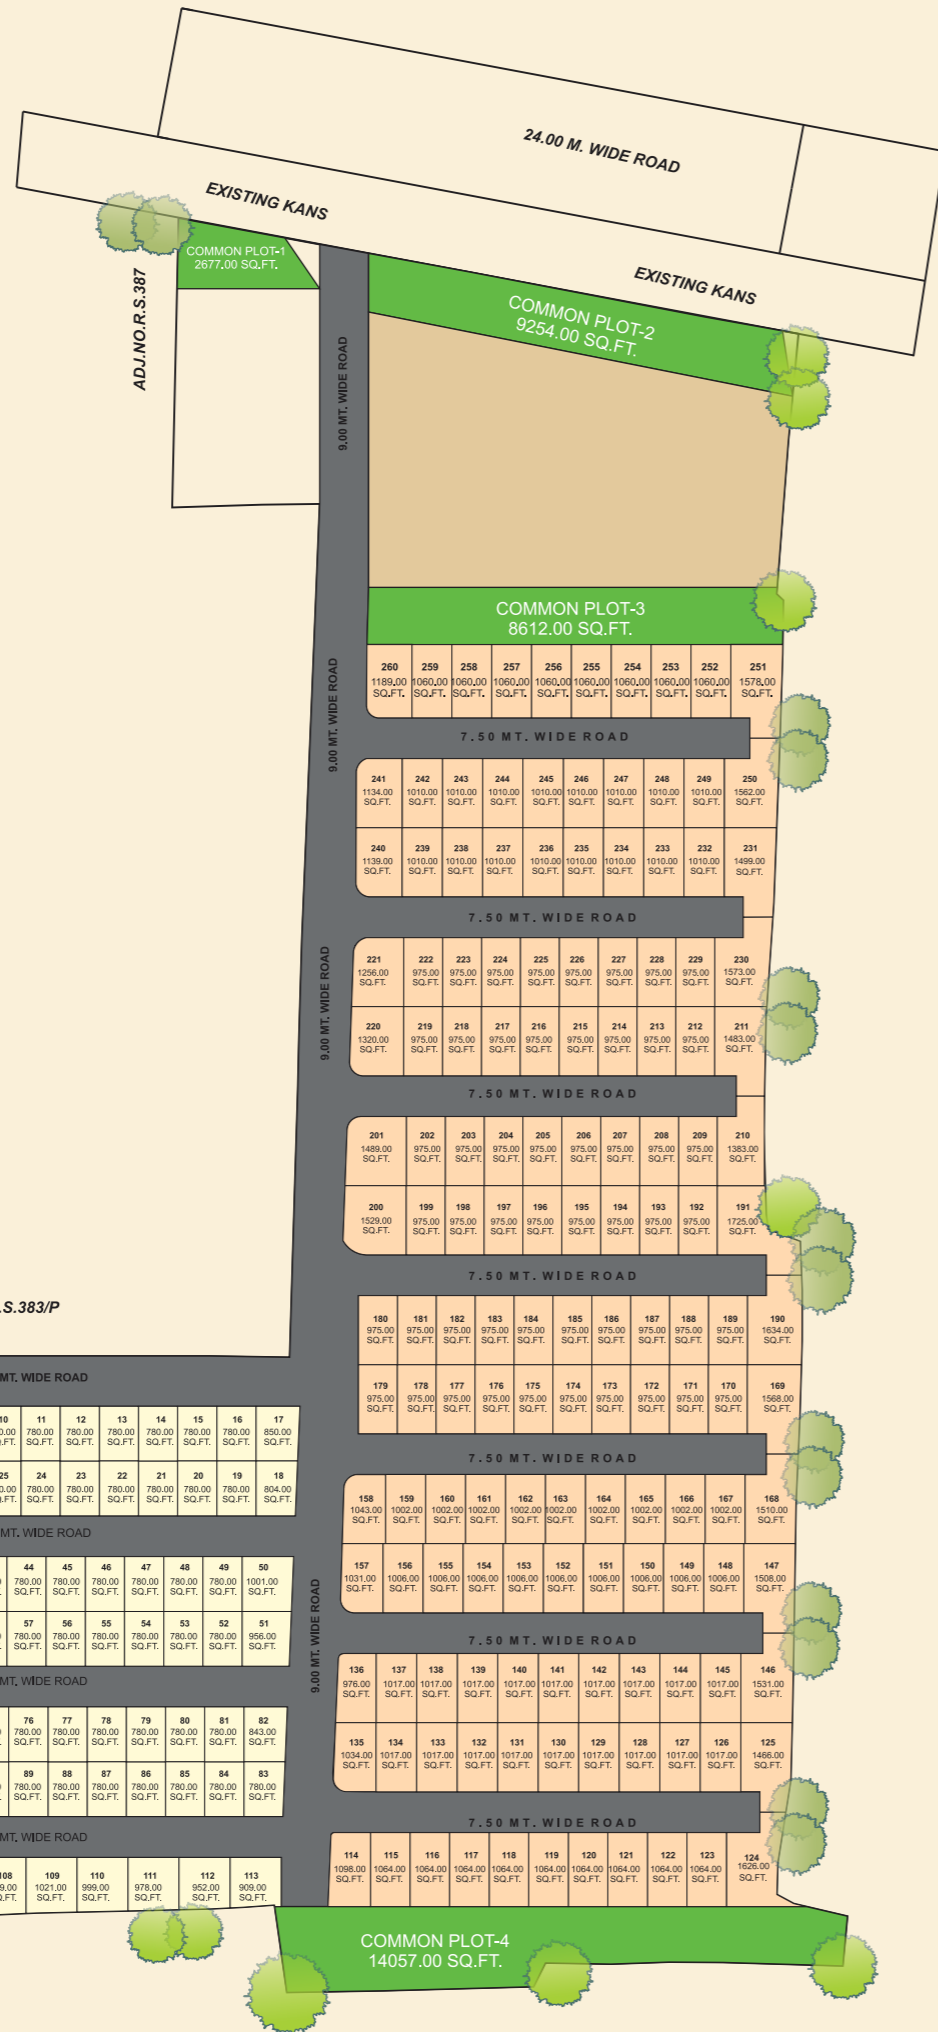 24.00 M. WIDE ROAD
EXISTING KANS
EXISTING KANS
COMMON PLOT-1
2677.00 SQ.FT.
ADJ.NO.R.S.387
COMMON PLOT-2
9254.00 SQ.FT.
9.00 MT. WIDE ROAD
COMMON PLOT-3
8612.00 SQ.FT.
9.00 MT. WIDE ROAD
260 259 258 257 256 255 254 253 252 251
1189.00 1060.00 1060.00 1060.00 1060.00 1060.00 1060.00 1060.00 1060.00 1578.00
SQ.FT. SQ.FT. SQ.FT. SQ.FT. SQ.FT. SQ.FT. SQ.FT. SQ.FT. SQ.FT. SQ.FT.
7.50 MT. WIDE ROAD
241 242 243 244 245 246 247 248 249 250
1134.00 1010.00 1010.00 1010.00 1010.00 1010.00 1010.00 1010.00 1010.00 1562.00
SQ.FT. SQ.FT. SQ.FT. SQ.FT. SQ.FT. SQ.FT. SQ.FT. SQ.FT. SQ.FT. SQ.FT.
240 239 238 237 236 235 234 233 232 231
1139.00 1010.00 1010.00 1010.00 1010.00 1010.00 1010.00 1010.00 1010.00 1499.00
SQ.FT. SQ.FT. SQ.FT. SQ.FT. SQ.FT. SQ.FT. SQ.FT. SQ.FT. SQ.FT. SQ.FT.
7.50 MT. WIDE ROAD
9.00 MT. WIDE ROAD
221 222 223 224 225 226 227 228 229 230
1256.00 975.00 975.00 975.00 975.00 975.00 975.00 975.00 975.00 1573.00
SQ.FT. SQ.FT. SQ.FT. SQ.FT. SQ.FT. SQ.FT. SQ.FT. SQ.FT. SQ.FT. SQ.FT.
220 219 218 217 216 215 214 213 212 211
1320.00 975.00 975.00 975.00 975.00 975.00 975.00 975.00 975.00 1483.00
SQ.FT. SQ.FT. SQ.FT. SQ.FT. SQ.FT. SQ.FT. SQ.FT. SQ.FT. SQ.FT. SQ.FT.
7.50 MT. WIDE ROAD
201 202 203 204 205 206 207 208 209 210
1489.00 975.00 975.00 975.00 975.00 975.00 975.00 975.00 975.00 1383.00
SQ.FT. SQ.FT. SQ.FT. SQ.FT. SQ.FT. SQ.FT. SQ.FT. SQ.FT. SQ.FT. SQ.FT.
200 199 198 197 196 195 194 193 192 191
1529.00 975.00 975.00 975.00 975.00 975.00 975.00 975.00 975.00 1725.00
SQ.FT. SQ.FT. SQ.FT. SQ.FT. SQ.FT. SQ.FT. SQ.FT. SQ.FT. SQ.FT. SQ.FT.
7.50 MT. WIDE ROAD
.S.383/P
180 181 182 183 184 185 186 187 188 189 190
975.00 975.00 975.00 975.00 975.00 975.00 975.00 975.00 975.00 975.00 1634.00
SQ.FT. SQ.FT. SQ.FT. SQ.FT. SQ.FT. SQ.FT. SQ.FT. SQ.FT. SQ.FT. SQ.FT. SQ.FT.
179 178 177 176 175 174 173 172 171 170 169
975.00 975.00 975.00 975.00 975.00 975.00 975.00 975.00 975.00 975.00 1568.00
SQ.FT. SQ.FT. SQ.FT. SQ.FT. SQ.FT. SQ.FT. SQ.FT. SQ.FT. SQ.FT. SQ.FT. SQ.FT.
7.50 MT. WIDE ROAD
158 159 160 161 162 163 164 165 166 167 168
1043.00 1002.00 1002.00 1002.00 1002.00 1002.00 1002.00 1002.00 1002.00 1002.00 1510.00
SQ.FT. SQ.FT. SQ.FT. SQ.FT. SQ.FT. SQ.FT. SQ.FT. SQ.FT. SQ.FT. SQ.FT. SQ.FT.
157 156 155 154 153 152 151 150 149 148 147
1031.00 1006.00 1006.00 1006.00 1006.00 1006.00 1006.00 1006.00 1006.00 1006.00 1508.00
SQ.FT. SQ.FT. SQ.FT. SQ.FT. SQ.FT. SQ.FT. SQ.FT. SQ.FT. SQ.FT. SQ.FT. SQ.FT.
7.50 MT. WIDE ROAD
9.00 MT. WIDE ROAD
136 137 138 139 140 141 142 143 144 145 146
976.00 1017.00 1017.00 1017.00 1017.00 1017.00 1017.00 1017.00 1017.00 1017.00 1531.00
SQ.FT. SQ.FT. SQ.FT. SQ.FT. SQ.FT. SQ.FT. SQ.FT. SQ.FT. SQ.FT. SQ.FT. SQ.FT.
135 134 133 132 131 130 129 128 127 126 125
1034.00 1017.00 1017.00 1017.00 1017.00 1017.00 1017.00 1017.00 1017.00 1017.00 1466.00
SQ.FT. SQ.FT. SQ.FT. SQ.FT. SQ.FT. SQ.FT. SQ.FT. SQ.FT. SQ.FT. SQ.FT. SQ.FT.
7.50 MT. WIDE ROAD
114 115 116 117 118 119 120 121 122 123 124
1098.00 1064.00 1064.00 1064.00 1064.00 1064.00 1064.00 1064.00 1064.00 1064.00 1626.00
SQ.FT. SQ.FT. SQ.FT. SQ.FT. SQ.FT. SQ.FT. SQ.FT. SQ.FT. SQ.FT. SQ.FT. SQ.FT.
MT. WIDE ROAD
10 11 12 13 14 15 16 17
780.00 780.00 780.00 780.00 780.00 780.00 850.00
SQ.FT. SQ.FT. SQ.FT. SQ.FT. SQ.FT. SQ.FT. SQ.FT.
25 24 23 22 21 20 19 18
780.00 780.00 780.00 780.00 780.00 780.00 804.00
SQ.FT. SQ.FT. SQ.FT. SQ.FT. SQ.FT. SQ.FT. SQ.FT.
MT. WIDE ROAD
44 45 46 47 48 49 50
780.00 780.00 780.00 780.00 780.00 780.00 1001.00
SQ.FT. SQ.FT. SQ.FT. SQ.FT. SQ.FT. SQ.FT. SQ.FT.
57 56 55 54 53 52 51
780.00 780.00 780.00 780.00 780.00 780.00 956.00
SQ.FT. SQ.FT. SQ.FT. SQ.FT. SQ.FT. SQ.FT. SQ.FT.
MT. WIDE ROAD
76 77 78 79 80 81 82
780.00 780.00 780.00 780.00 780.00 780.00 843.00
SQ.FT. SQ.FT. SQ.FT. SQ.FT. SQ.FT. SQ.FT. SQ.FT.
89 88 87 86 85 84 83
780.00 780.00 780.00 780.00 780.00 780.00 780.00
SQ.FT. SQ.FT. SQ.FT. SQ.FT. SQ.FT. SQ.FT. SQ.FT.
MT. WIDE ROAD
108 109 110 111 112 113
1021.00 999.00 978.00 952.00 909.00
SQ.FT. SQ.FT. SQ.FT. SQ.FT. SQ.FT.
COMMON PLOT-4
14057.00 SQ.FT.